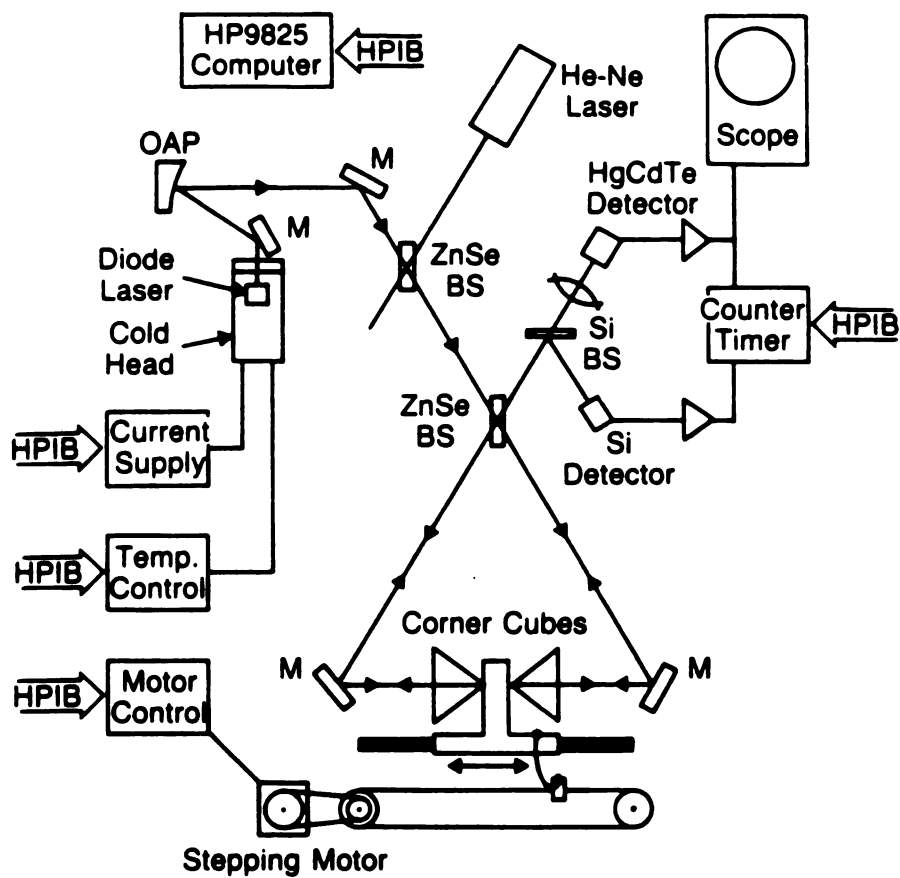 HP9825
Computer
HPIB
He-Ne
Laser
Scope
OAP
M
M
HgCdTe
Detector
Diode
Laser
Cold
Head
ZnSe
BS
Si
BS
Counter
Timer
HPIB
ZnSe
BS
Si
Detector
HPIB
Current
Supply
HPIB
Temp.
Control
Corner Cubes
M
M
HPIB
Motor
Control
Stepping Motor